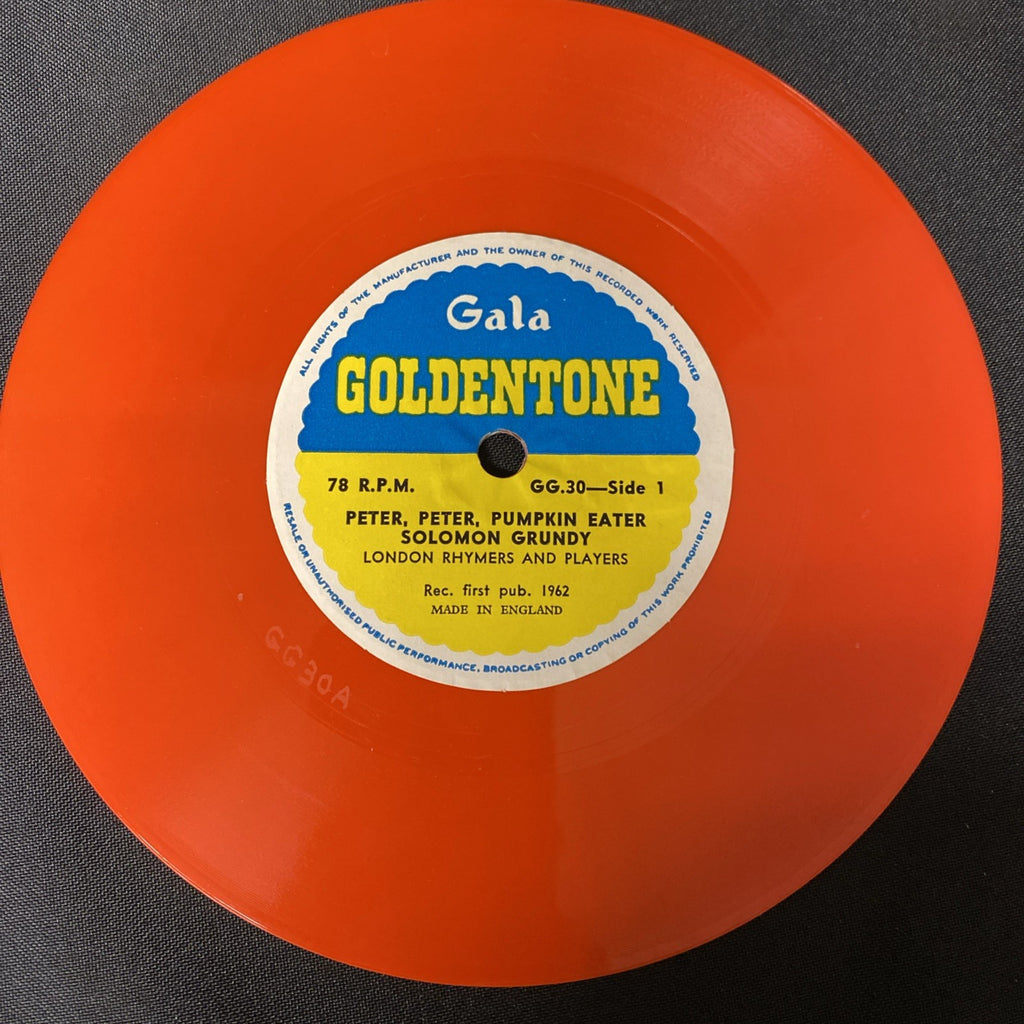 ALL RIGHTS OF THE MANUFACTURER AND THE OWNER OF THIS RECORDED WORK RESERVED
Gala
GOLDENTONE
78 R.P.M. GG.30—Side 1
PETER, PETER, PUMPKIN EATER
SOLOMON GRUNDY
LONDON RHYMERS AND PLAYERS
Rec. first pub. 1962
MADE IN ENGLAND
RESALE OR UNAUTHORISED PUBLIC PERFORMANCE, BROADCASTING OR COPYING OF THIS WORK PROHIBITED
GG30A